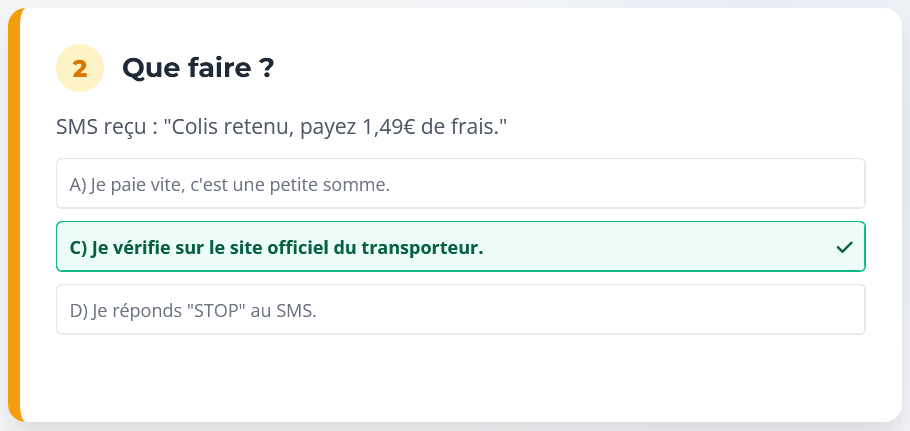 2
Que faire ?
SMS reçu : "Colis retenu, payez 1,49€ de frais."
A) Je paie vite, c'est une petite somme.
C) Je vérifie sur le site officiel du transporteur.
D) Je réponds "STOP" au SMS.